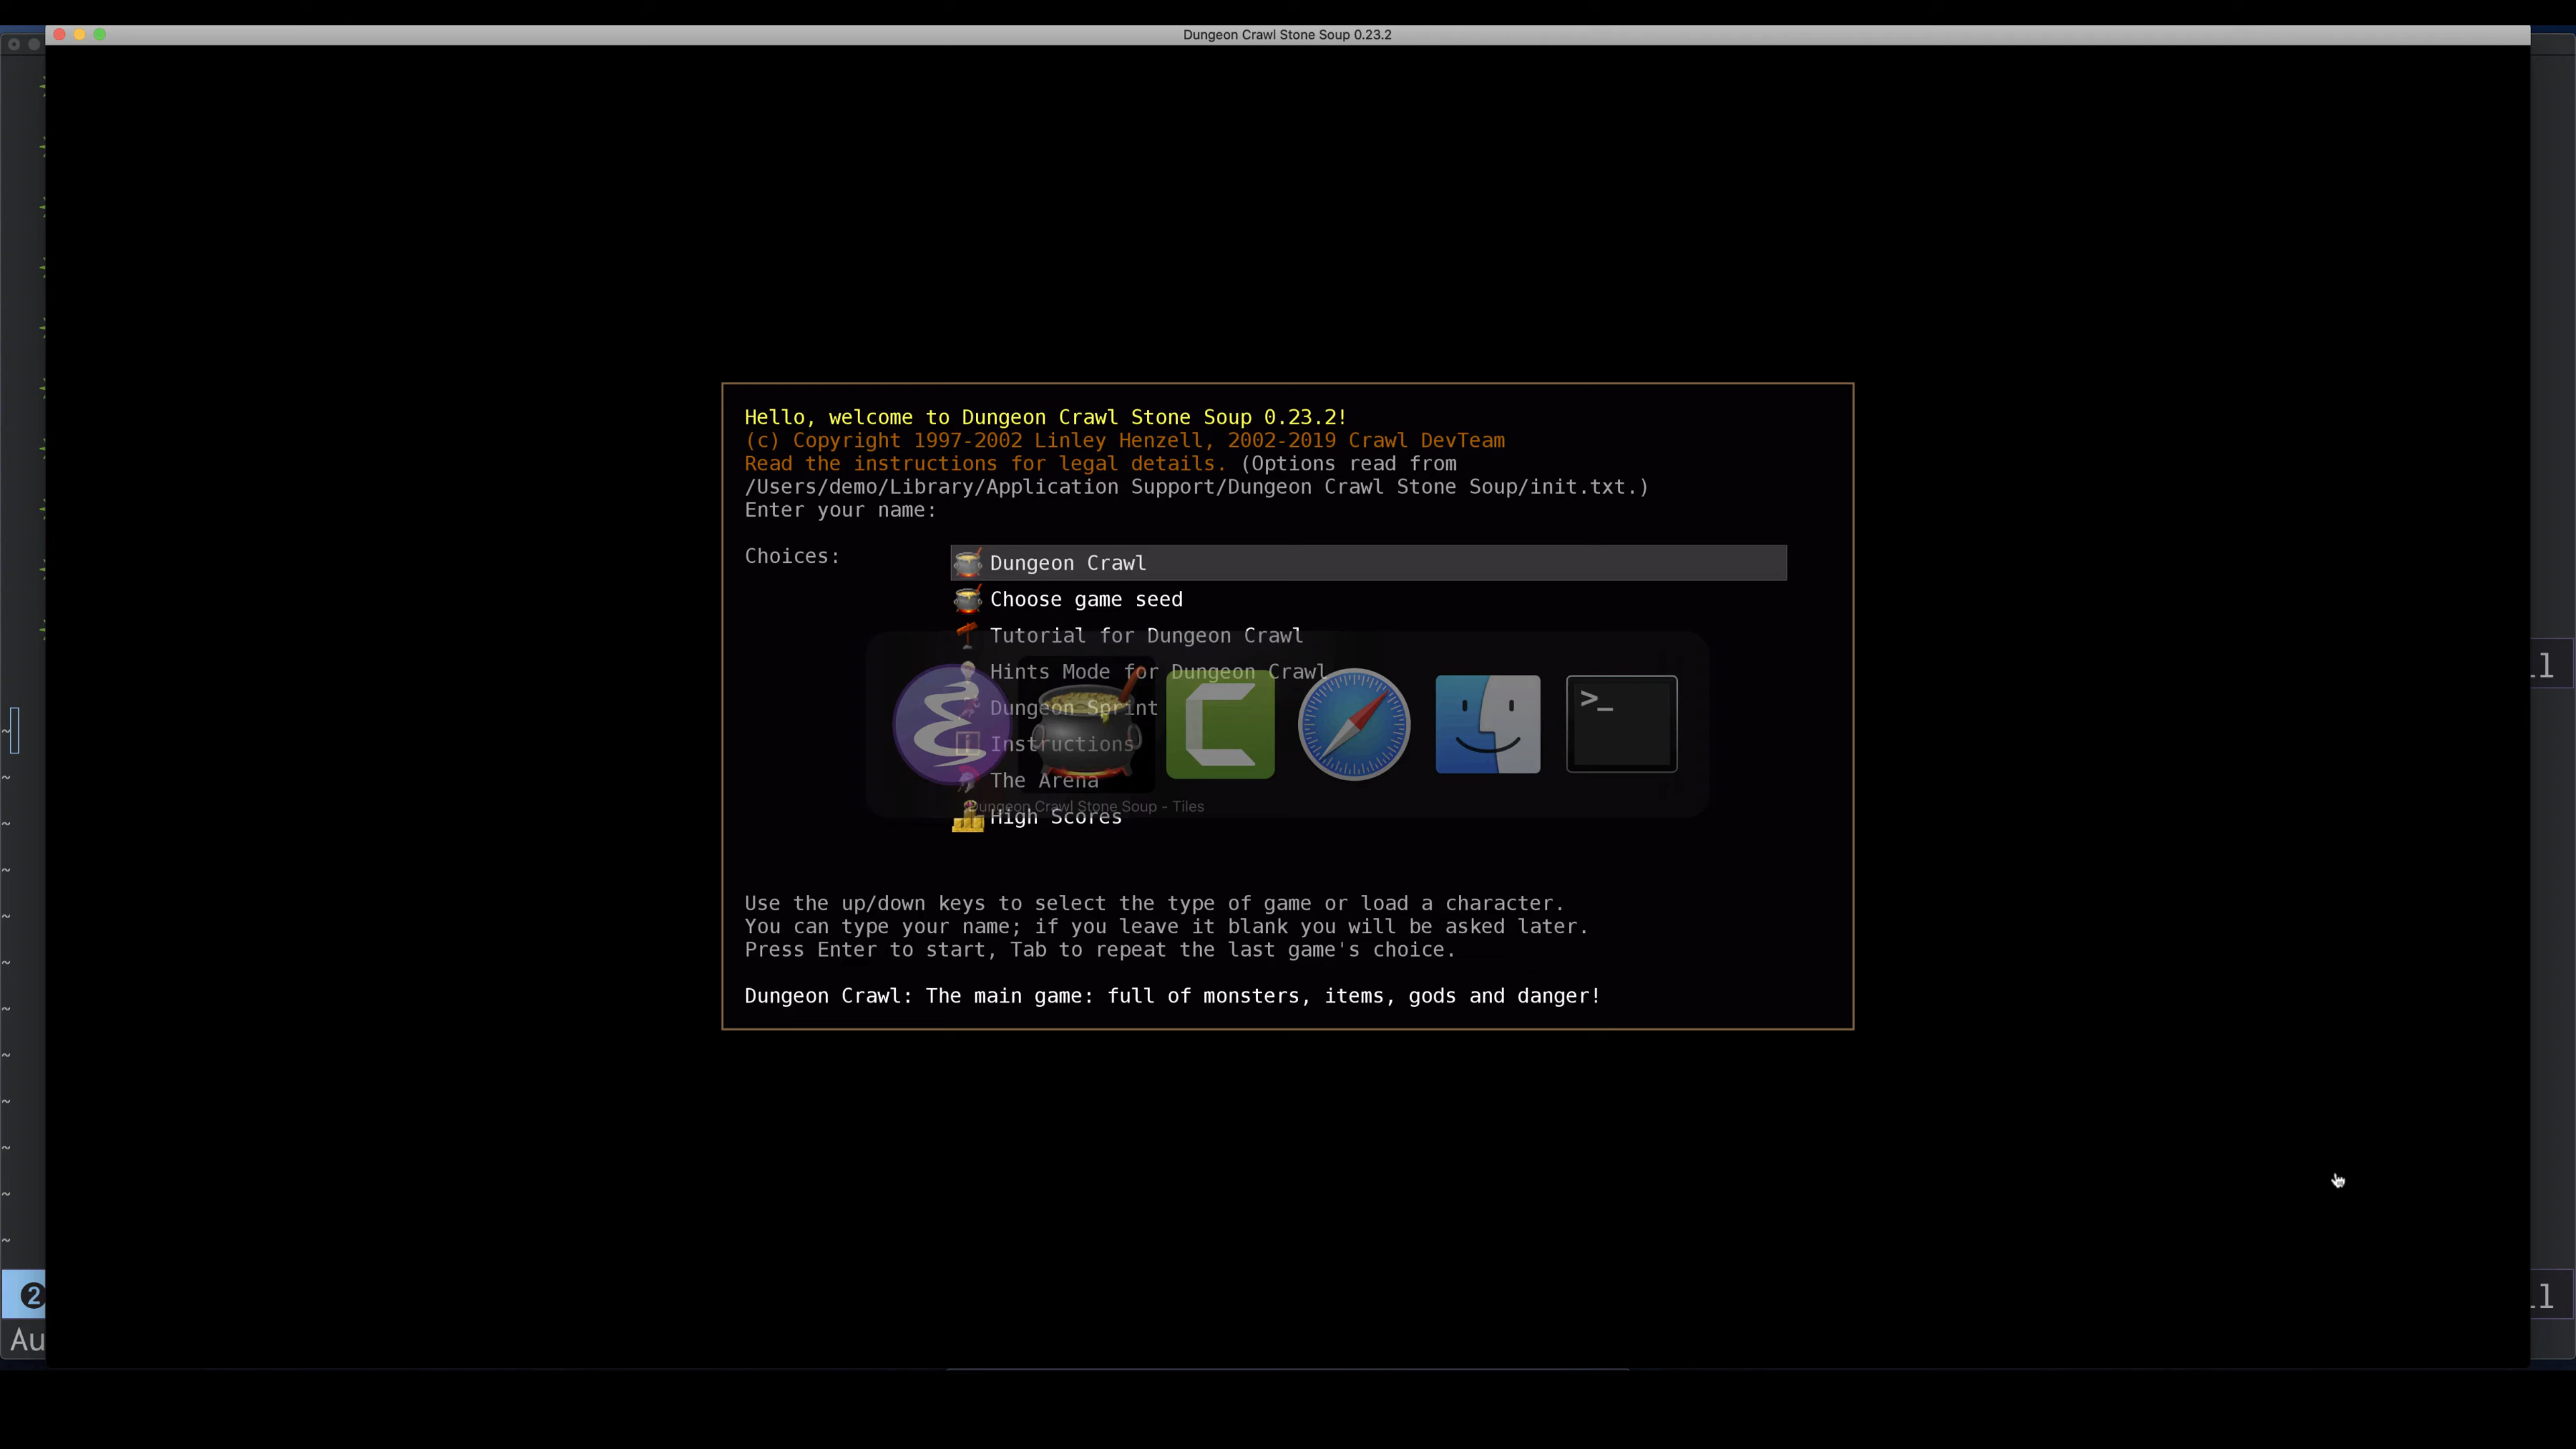 Dungeon Crawl Stone Soup 0.23.2
Hello, welcome to Dungeon Crawl Stone Soup 0.23.2!
(c) Copyright 1997-2002 Linley Henzell, 2002-2019 Crawl DevTeam
Read the instructions for legal details. (Options read from
/Users/demo/Library/Application Support/Dungeon Crawl Stone Soup/init.txt.)
Enter your name:
Choices:
Dungeon Crawl
Choose game seed
Tutorial for Dungeon Crawl
Hints Mode for Dungeon Crawl
Dungeon Sprint
Instructions
The Arena
Dungeon Crawl Stone Soup - Tiles
High Scores
>_
Use the up/down keys to select the type of game or load a character.
You can type your name; if you leave it blank you will be asked later.
Press Enter to start, Tab to repeat the last game's choice.
Dungeon Crawl: The main game: full of monsters, items, gods and danger!
2
Au